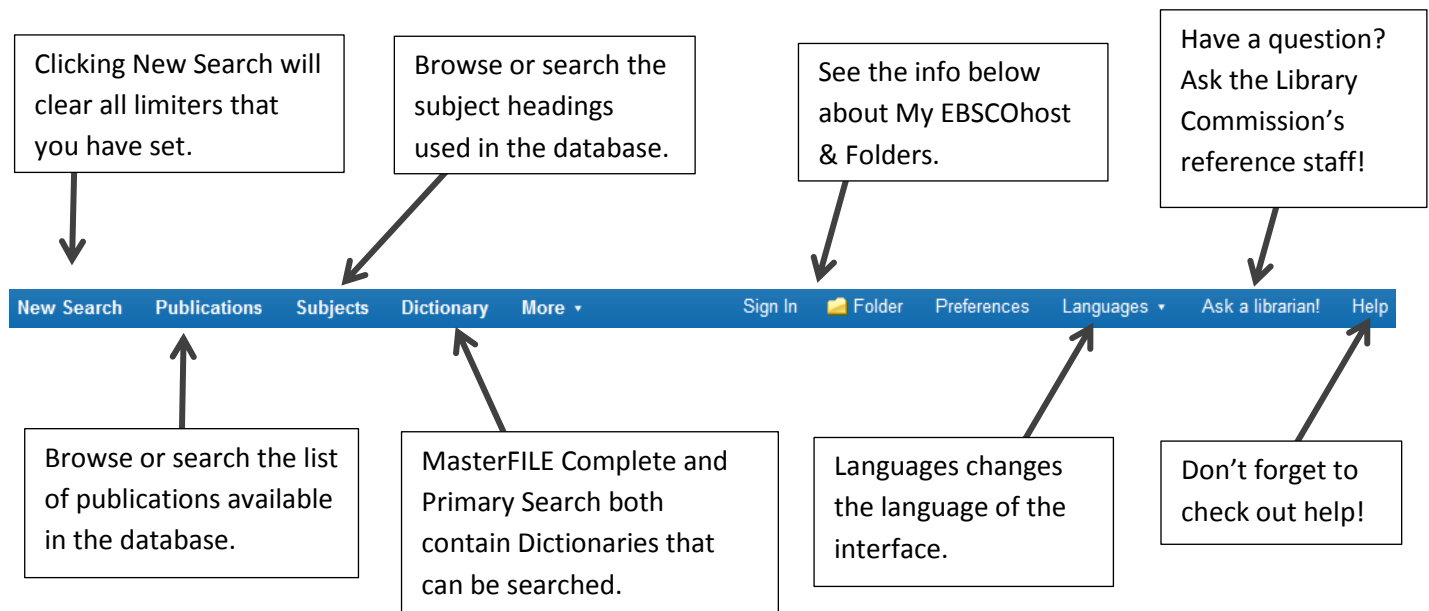 Clicking New Search will
clear all limiters that
you have set.
Browse or search the
subject headings
used in the database.
See the info below
about My EBSCOhost
& Folders.
Have a question?
Ask the Library
Commission’s
reference staff!
New Search Publications Subjects Dictionary More Sign In Folder Preferences Languages Ask a librarian! Help
Browse or search the list
of publications available
in the database.
MasterFILE Complete and
Primary Search both
contain Dictionaries that
can be searched.
Languages changes
the language of the
interface.
Don’t forget to
check out help!